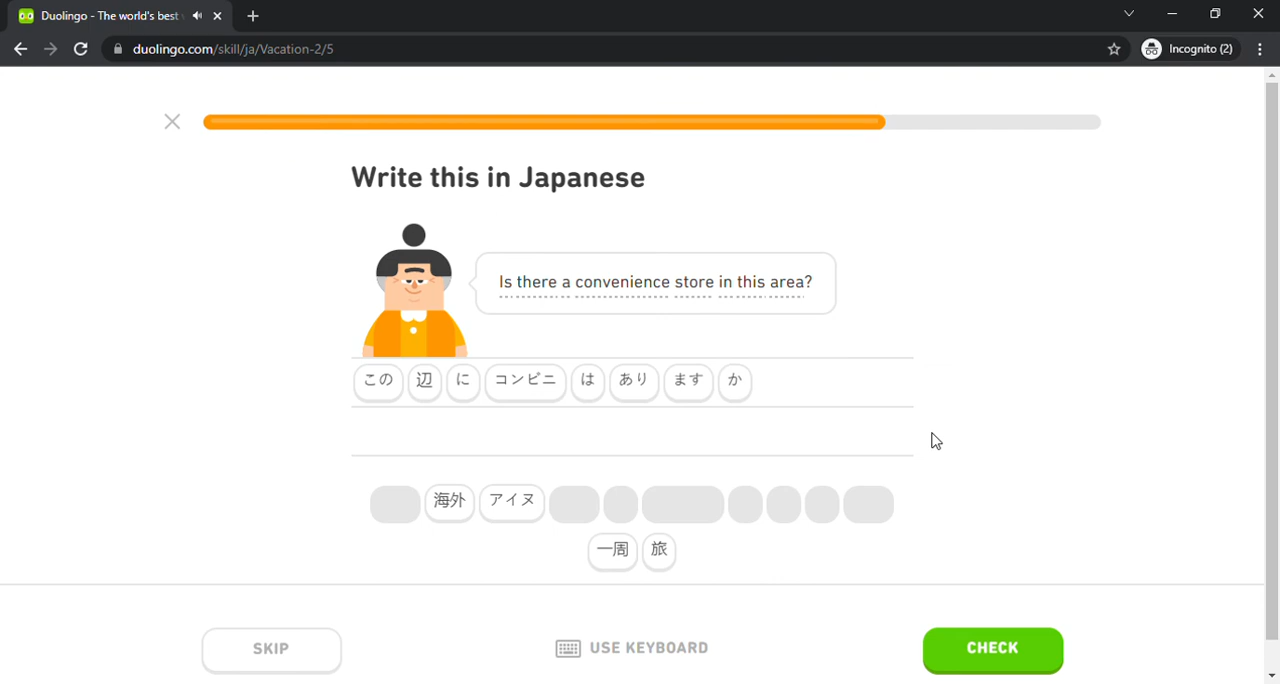 Duolingo - The world's best
duolingo.com/skill/ja/Vacation-2/5
Incognito (2)
Write this in Japanese
Is there a convenience store in this area?
この 辺 に コンビニ は あり ます か
海外 アイヌ
一周 旅
SKIP
USE KEYBOARD
CHECK